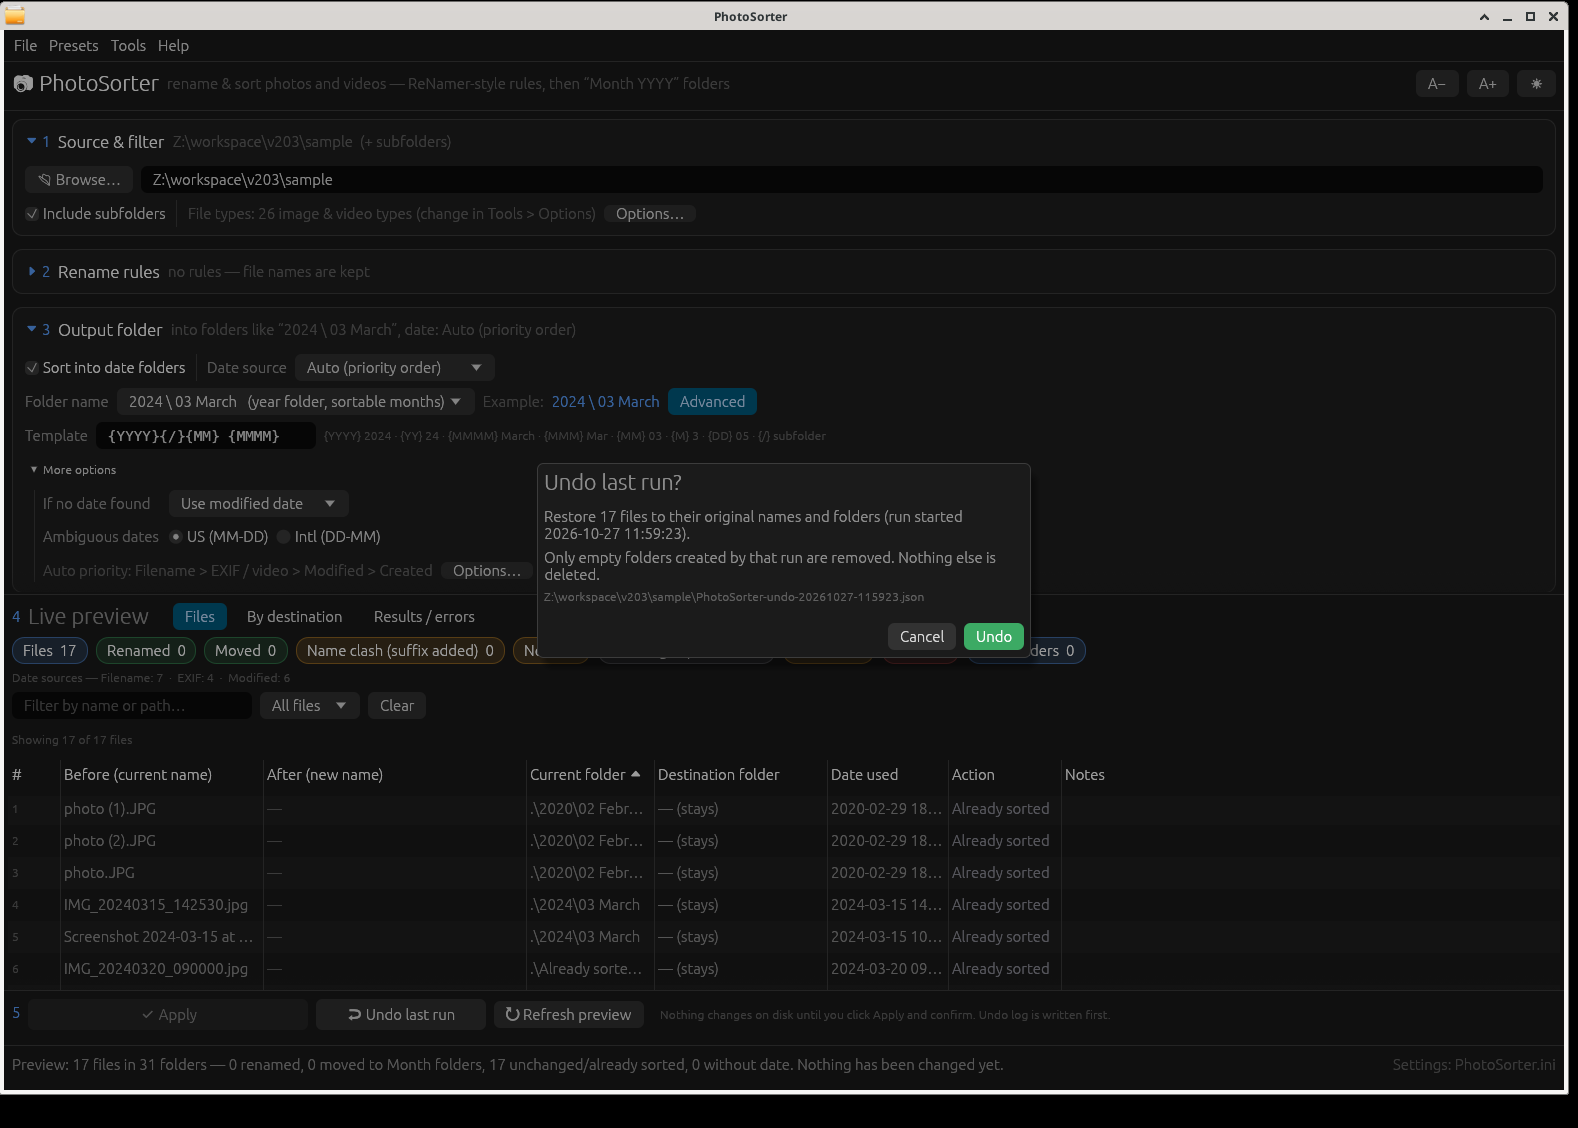 PhotoSorter
File Presets Tools Help
PhotoSorter rename & sort photos and videos — ReNamer-style rules, then “Month YYYY” folders
A− A+
1 Source & filter Z:\workspace\v203\sample (+ subfolders)
Browse… Z:\workspace\v203\sample
Include subfolders File types: 26 image & video types (change in Tools > Options) Options…
2 Rename rules no rules — file names are kept
3 Output folder into folders like “2024 \ 03 March”, date: Auto (priority order)
Sort into date folders Date source Auto (priority order)
Folder name 2024 \ 03 March (year folder, sortable months) Example: 2024 \ 03 March Advanced
Template {YYYY}{/}{MM} {MMMM} {YYYY} 2024 · {YY} 24 · {MMMM} March · {MMM} Mar · {MM} 03 · {M} 3 · {DD} 05 · {/} subfolder
More options
If no date found Use modified date
Ambiguous dates US (MM-DD) Intl (DD-MM)
Auto priority: Filename > EXIF / video > Modified > Created Options…
Undo last run?
Restore 17 files to their original names and folders (run started
2026-10-27 11:59:23).
Only empty folders created by that run are removed. Nothing else is
deleted.
Z:\workspace\v203\sample\PhotoSorter-undo-20261027-115923.json
Cancel Undo
4 Live preview Files By destination Results / errors
Files 17 Renamed 0 Moved 0 Name clash (suffix added) 0 0
Date sources — Filename: 7 · EXIF: 4 · Modified: 6
Filter by name or path… All files Clear
Showing 17 of 17 files
# Before (current name) After (new name) Current folder Destination folder Date used Action Notes
1 photo (1).JPG — .\2020\02 Febr… — (stays) 2020-02-29 18… Already sorted
2 photo (2).JPG — .\2020\02 Febr… — (stays) 2020-02-29 18… Already sorted
3 photo.JPG — .\2020\02 Febr… — (stays) 2020-02-29 18… Already sorted
4 IMG_20240315_142530.jpg — .\2024\03 March — (stays) 2024-03-15 14… Already sorted
5 Screenshot 2024-03-15 at … — .\2024\03 March — (stays) 2024-03-15 10… Already sorted
6 IMG_20240320_090000.jpg — .\Already sorte… — (stays) 2024-03-20 09… Already sorted
5 Apply Undo last run Refresh preview Nothing changes on disk until you click Apply and confirm. Undo log is written first.
Preview: 17 files in 31 folders — 0 renamed, 0 moved to Month folders, 17 unchanged/already sorted, 0 without date. Nothing has been changed yet. Settings: PhotoSorter.ini